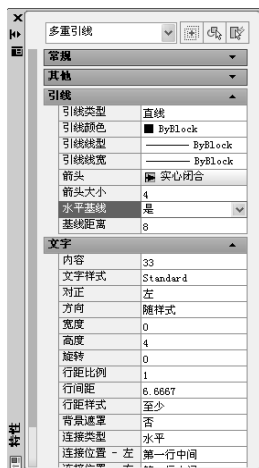 多重引线
常规
其他
引线
引线类型 直线
引线颜色 ByBlock
引线线型 ByBlock
引线线宽 ByBlock
箭头 实心闭合
箭头大小 4
水平基线 是
基线距离 8
文字
内容 33
文字样式 Standard
对正 左
方向 随样式
宽度 0
高度 4
旋转 0
行距比例 1
行间距 6.6667
行距样式 至少
背景遮罩 否
连接类型 水平
连接位置 - 左 第一行中间
特性